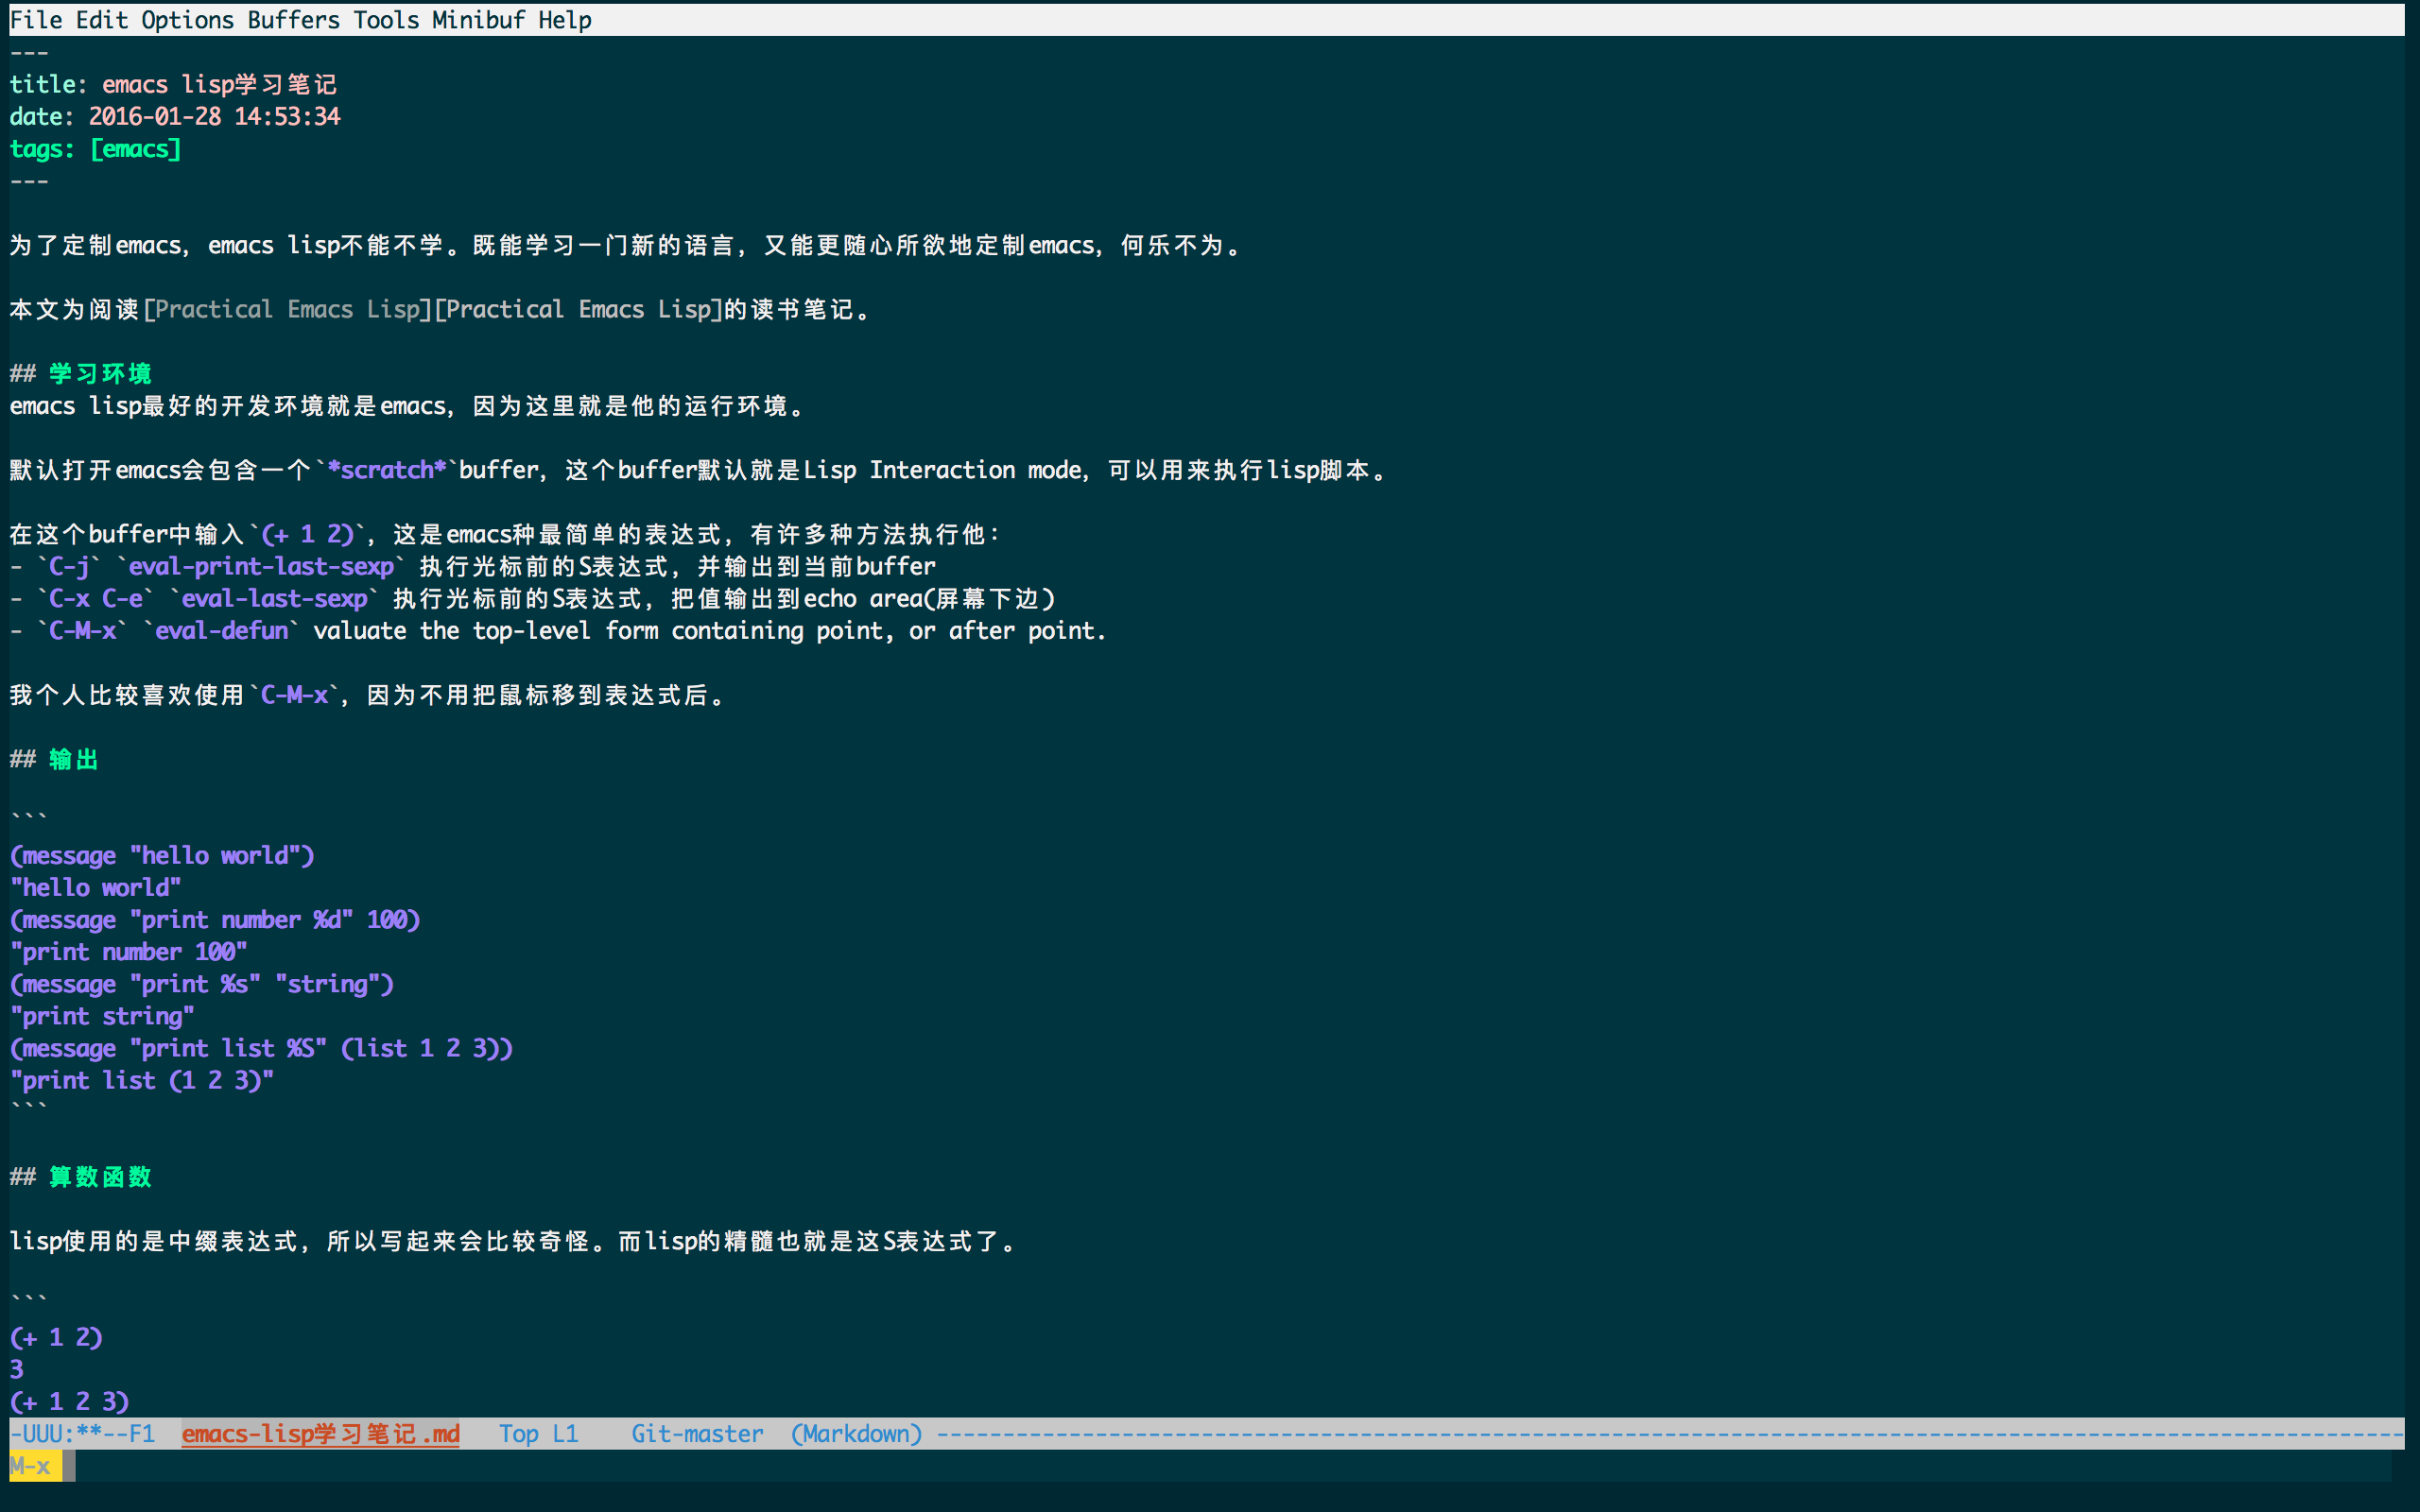 File Edit Options Buffers Tools Minibuf Help
---
title: emacs lisp学习笔记
date: 2016-01-28 14:53:34
tags: [emacs]
---
为了定制emacs, emacs lisp不能不学。既能学习一门新的语言, 又能更随心所欲地定制emacs, 何乐不为。
本文为阅读[Practical Emacs Lisp][Practical Emacs Lisp]的读书笔记。
## 学习环境
emacs lisp最好的开发环境就是emacs, 因为这里就是他的运行环境。
默认打开emacs会包含一个`*scratch*`buffer, 这个buffer默认就是Lisp Interaction mode, 可以用来执行lisp脚本。
在这个buffer中输入`(+ 1 2)`, 这是emacs种最简单的表达式, 有许多种方法执行他:
- `C-j` `eval-print-last-sexp` 执行光标前的S表达式, 并输出到当前buffer
- `C-x C-e` `eval-last-sexp` 执行光标前的S表达式, 把值输出到echo area(屏幕下边)
- `C-M-x` `eval-defun` valuate the top-level form containing point, or after point.
我个人比较喜欢使用`C-M-x`, 因为不用把鼠标移到表达式后。
## 输出
```
(message "hello world")
"hello world"
(message "print number %d" 100)
"print number 100"
(message "print %s" "string")
"print string"
(message "print list %S" (list 1 2 3))
"print list (1 2 3)"
```
## 算数函数
lisp使用的是中缀表达式, 所以写起来会比较奇怪。而lisp的精髓也就是这S表达式了。
```
(+ 1 2)
3
(+ 1 2 3)
-UUU:**--F1  emacs-lisp学习笔记.md   Top L1    Git-master  (Markdown) ---------------------------------------------------------------------------------------------------------------
M-x